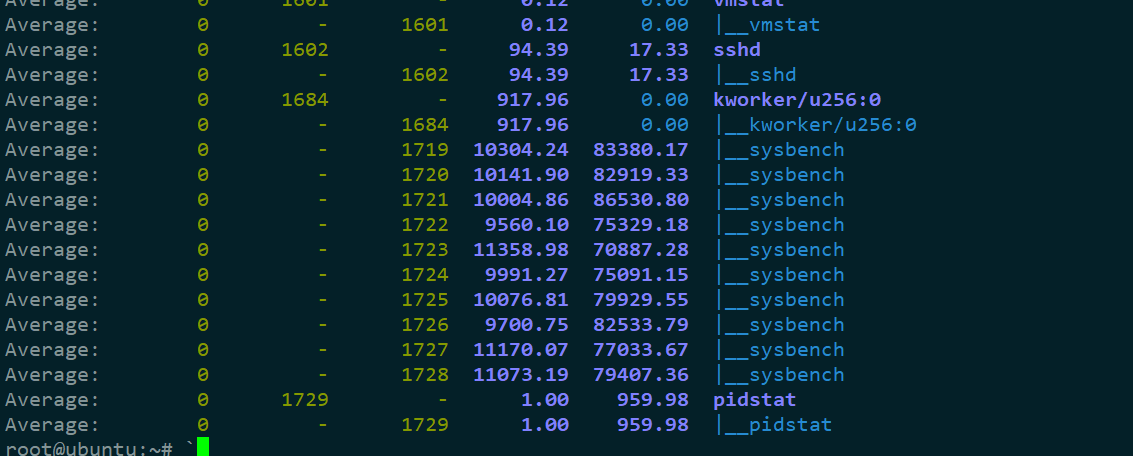 Average: 0 1601 - 0.12 0.00 vmstat
Average: 0 - 1601 0.12 0.00 |__vmstat
Average: 0 1602 - 94.39 17.33 sshd
Average: 0 - 1602 94.39 17.33 |__sshd
Average: 0 1684 - 917.96 0.00 kworker/u256:0
Average: 0 - 1684 917.96 0.00 |__kworker/u256:0
Average: 0 - 1719 10304.24 83380.17 |__sysbench
Average: 0 - 1720 10141.90 82919.33 |__sysbench
Average: 0 - 1721 10004.86 86530.80 |__sysbench
Average: 0 - 1722 9560.10 75329.18 |__sysbench
Average: 0 - 1723 11358.98 70887.28 |__sysbench
Average: 0 - 1724 9991.27 75091.15 |__sysbench
Average: 0 - 1725 10076.81 79929.55 |__sysbench
Average: 0 - 1726 9700.75 82533.79 |__sysbench
Average: 0 - 1727 11170.07 77033.67 |__sysbench
Average: 0 - 1728 11073.19 79407.36 |__sysbench
Average: 0 1729 - 1.00 959.98 pidstat
Average: 0 - 1729 1.00 959.98 |__pidstat
root@ubuntu:~# `